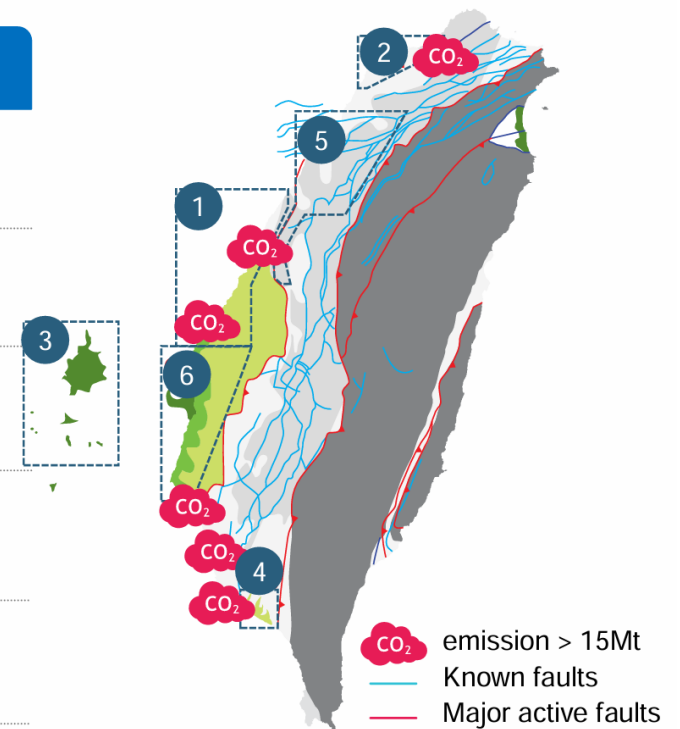 2
CO₂
5
1
CO₂
CO₂
3
6
CO₂
CO₂
4
CO₂
CO₂ emission > 15Mt
Known faults
Major active faults